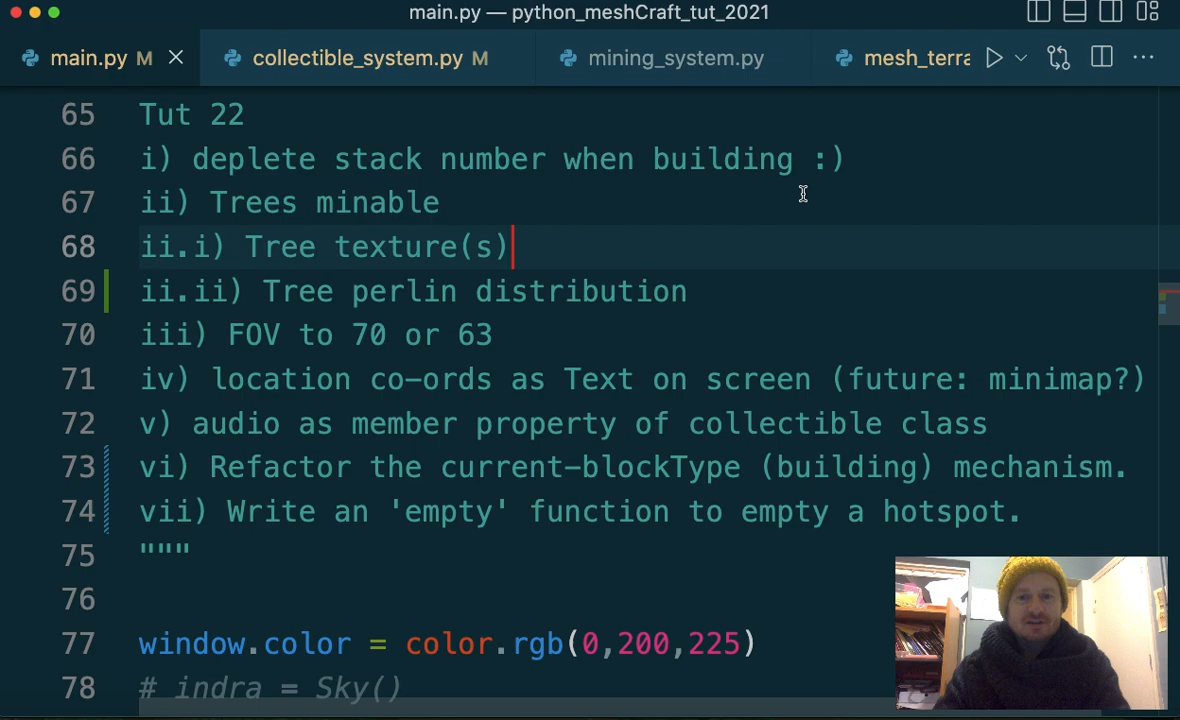 main.py — python_meshCraft_tut_2021
main.py M collectible_system.py M mining_system.py mesh_terra
65 Tut 22
66 i) deplete stack number when building :)
67 ii) Trees minable
68 ii.i) Tree texture(s)
69 ii.ii) Tree perlin distribution
70 iii) FOV to 70 or 63
71 iv) location co-ords as Text on screen (future: minimap?)
72 v) audio as member property of collectible class
73 vi) Refactor the current-blockType (building) mechanism.
74 vii) Write an 'empty' function to empty a hotspot.
75 """
76
77 window.color = color.rgb(0,200,225)
78 # indra = Sky()